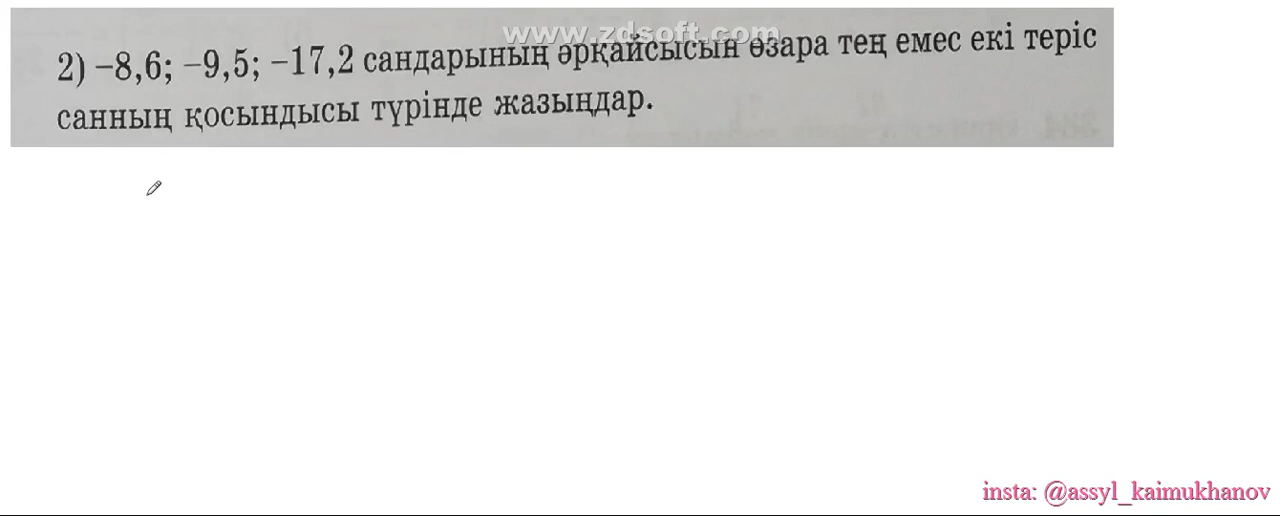 www.zdsoft.com
2) –8,6; –9,5; –17,2 сандарының әрқайсысын өзара тең емес екі теріс
санның қосындысы түрінде жазыңдар.
insta: @assyl_kaimukhanov